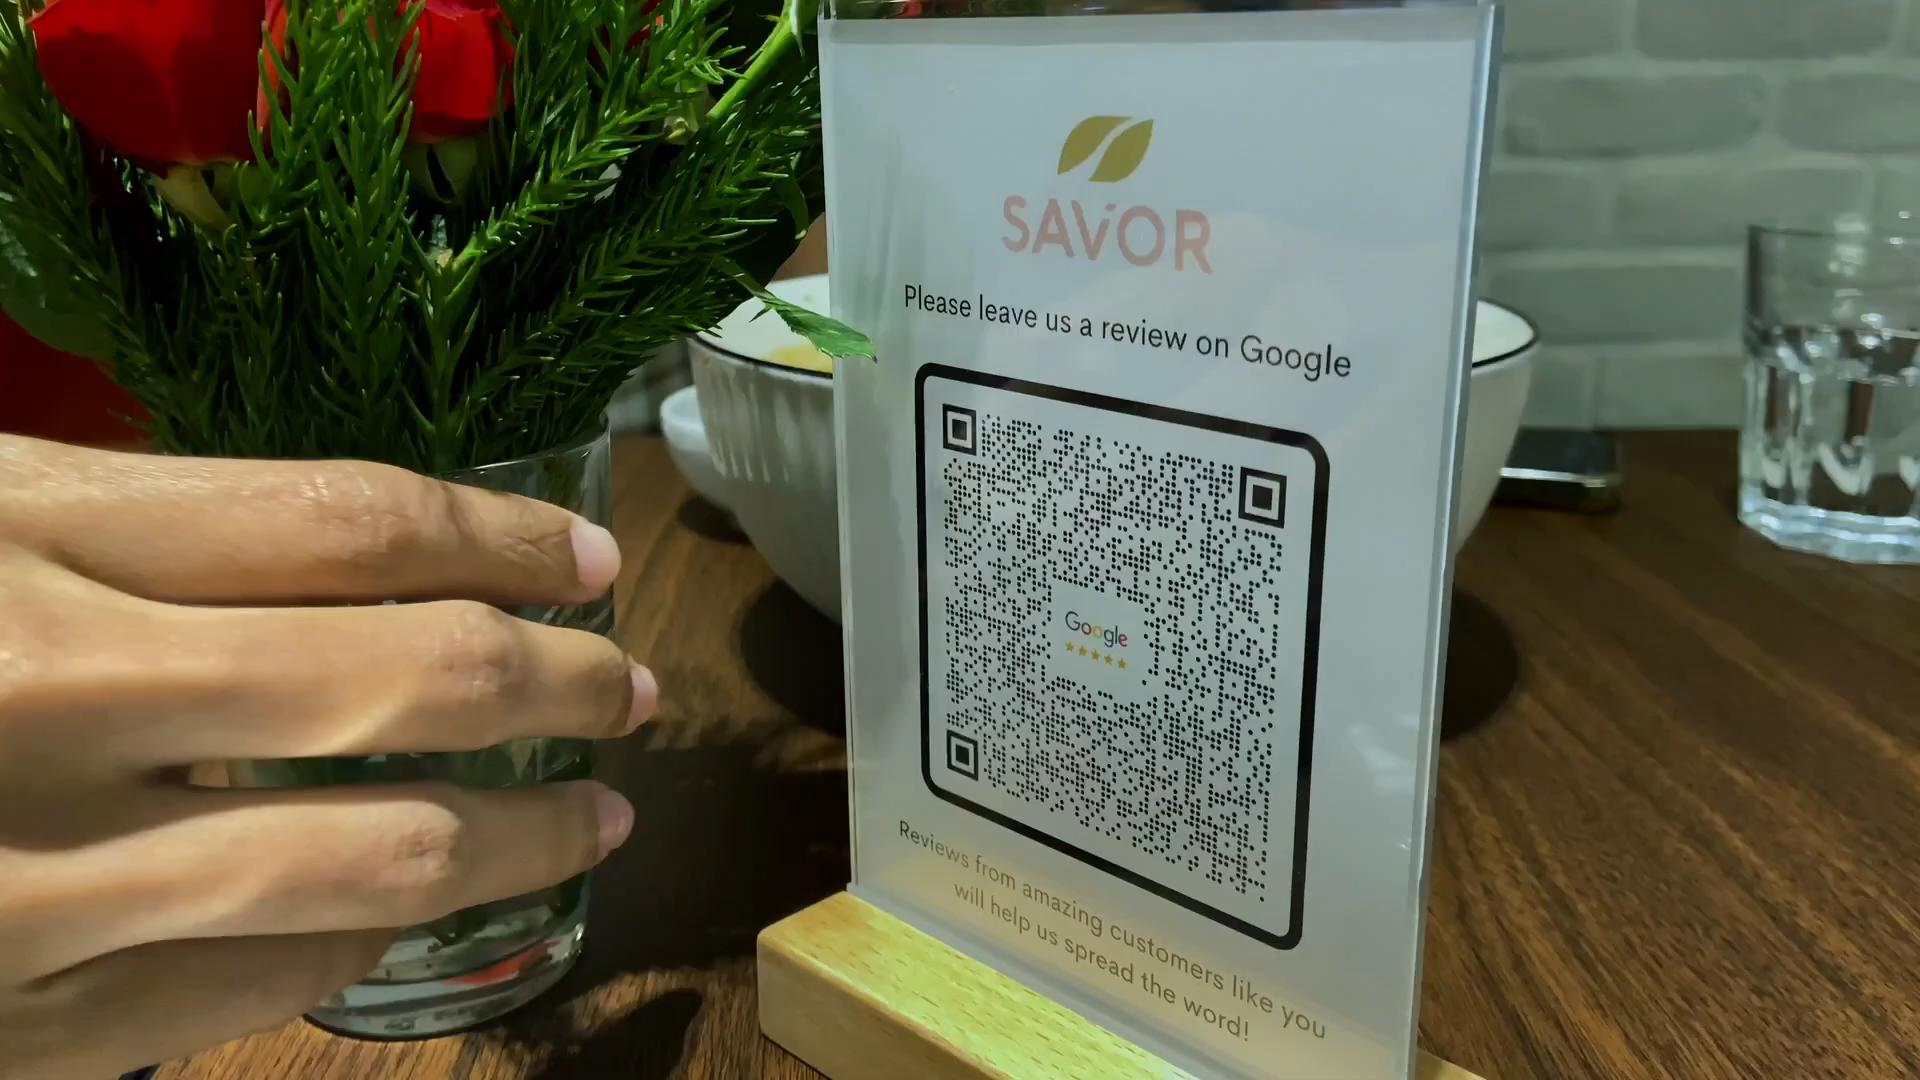 SAViOR
Please leave us a review on Google
Google
Reviews from amazing customers like you
will help us spread the word!